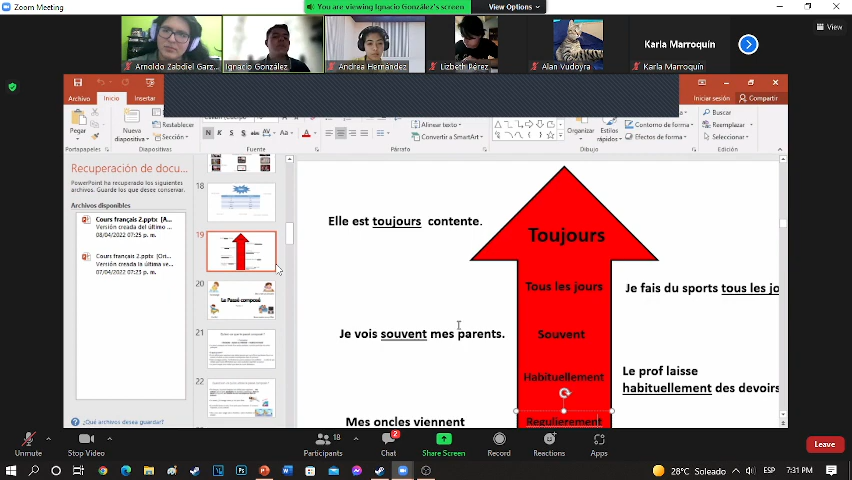 Zoom Meeting
You are viewing Ignacio González's screen
View Options
View
Arnoldo Zabdiel Garz...
Ignacio González
Andrea Hernández
Lizbeth Pérez
Alan Vudoyra
Karla Marroquín
Karla Marroquín
Archivo
Inicio
Insertar
Iniciar sesión
Compartir
Pegar
Nueva
diapositiva
Restablecer
Sección
N K S S abc AV Aa A
Alinear texto
Convertir a SmartArt
Organizar
Estilos
rápidos
Contorno de forma
Efectos de forma
Buscar
Reemplazar
Seleccionar
Portapapeles
Diapositivas
Fuente
Párrafo
Dibujo
Edición
Recuperación de docu...
PowerPoint ha recuperado los siguientes
archivos. Guarde los que desee conservar.
Archivos disponibles
Cours français 2.pptx [A...
Versión creada del último ...
08/04/2022 07:25 p. m.
Cours français 2.pptx [Ori...
Versión creada la última ve...
07/04/2022 07:23 p. m.
¿Qué archivo desea guardar?
18
19
20
La Passé composé
21
22
Toujours
Elle est toujours contente.
Tous les jours
Je fais du sports tous les jo
Souvent
Je vois souvent mes parents.
Habituellement
Le prof laisse
habituellement des devoirs
Regulierement
Mes oncles viennent
Unmute
Stop Video
18
Participants
2
Chat
Share Screen
Record
Reactions
Apps
Leave
28°C Soleado
ESP
7:31 PM